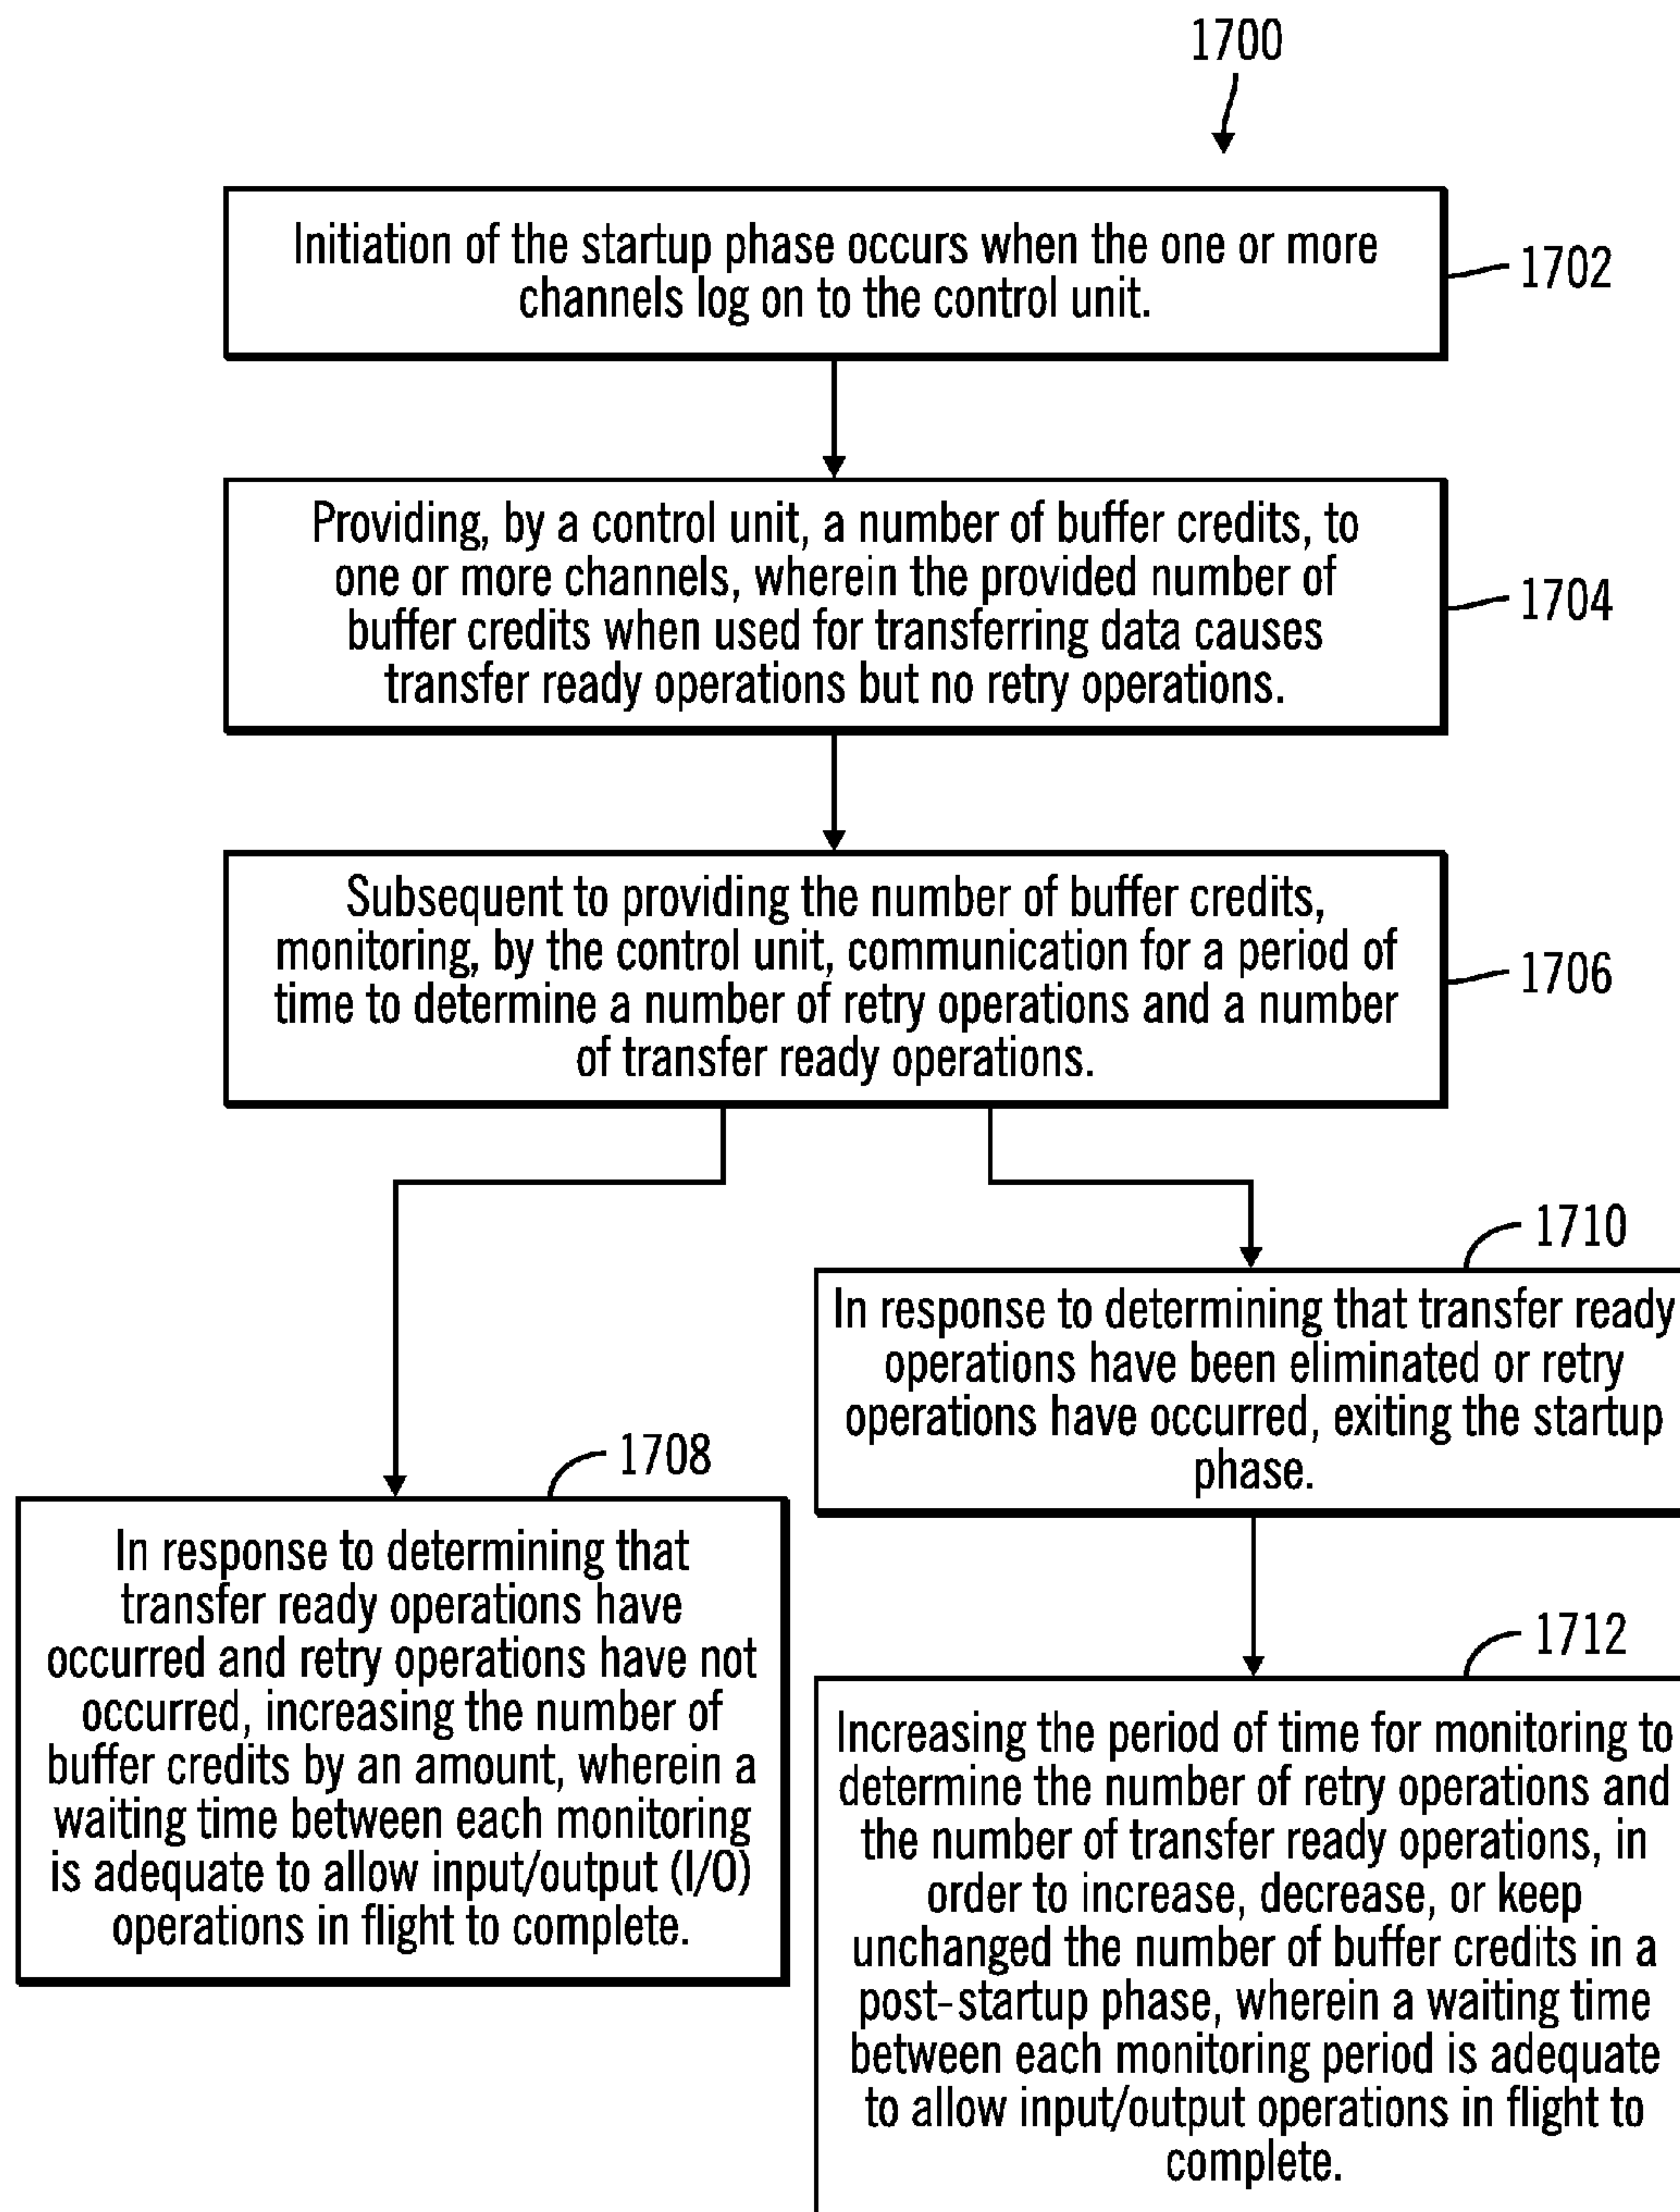 1700
Initiation of the startup phase occurs when the one or more
channels log on to the control unit.
1702
Providing, by a control unit, a number of buffer credits, to
one or more channels, wherein the provided number of
buffer credits when used for transferring data causes
transfer ready operations but no retry operations.
1704
Subsequent to providing the number of buffer credits,
monitoring, by the control unit, communication for a period of
time to determine a number of retry operations and a number
of transfer ready operations.
1706
1708
In response to determining that
transfer ready operations have
occurred and retry operations have not
occurred, increasing the number of
buffer credits by an amount, wherein a
waiting time between each monitoring
is adequate to allow input/output (I/O)
operations in flight to complete.
1710
In response to determining that transfer ready
operations have been eliminated or retry
operations have occurred, exiting the startup
phase.
1712
Increasing the period of time for monitoring to
determine the number of retry operations and
the number of transfer ready operations, in
order to increase, decrease, or keep
unchanged the number of buffer credits in a
post-startup phase, wherein a waiting time
between each monitoring period is adequate
to allow input/output operations in flight to
complete.